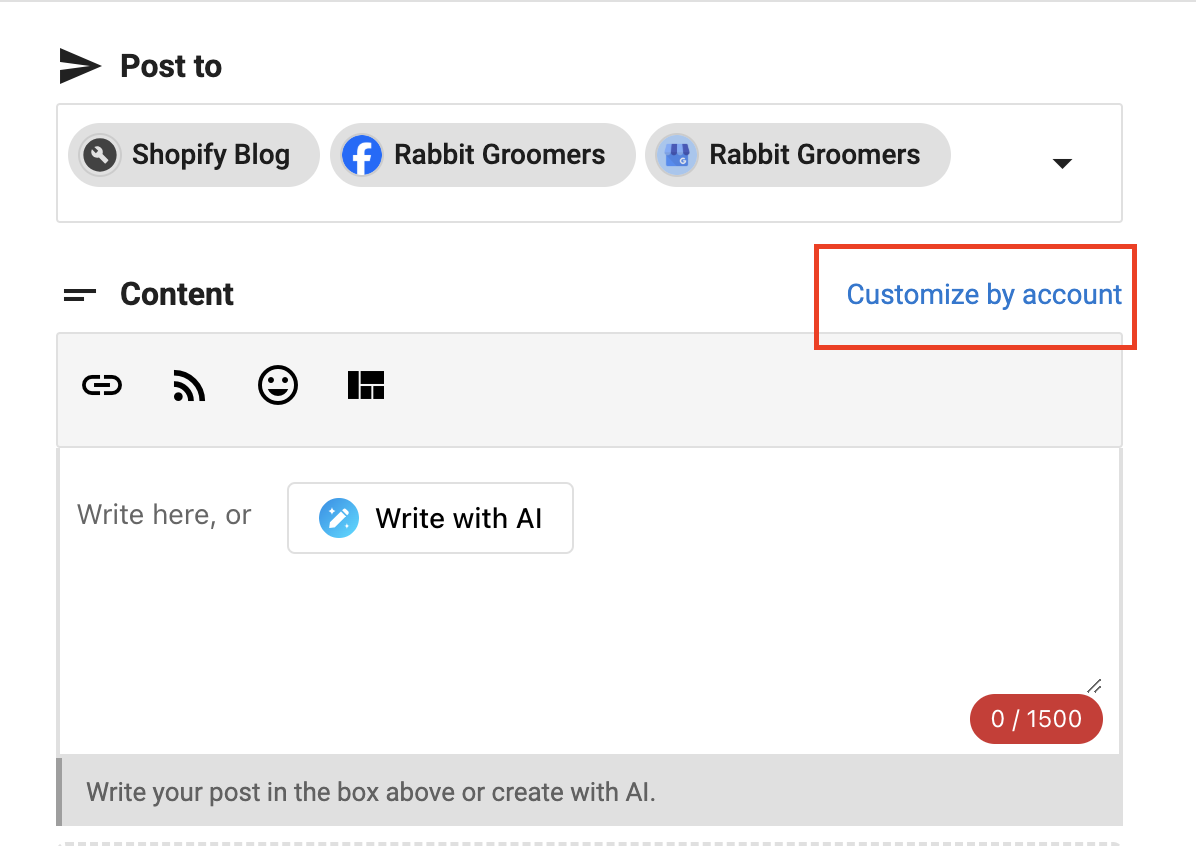 Post to
Shopify Blog Rabbit Groomers Rabbit Groomers
Content Customize by account
Write here, or Write with AI
0 / 1500
Write your post in the box above or create with AI.